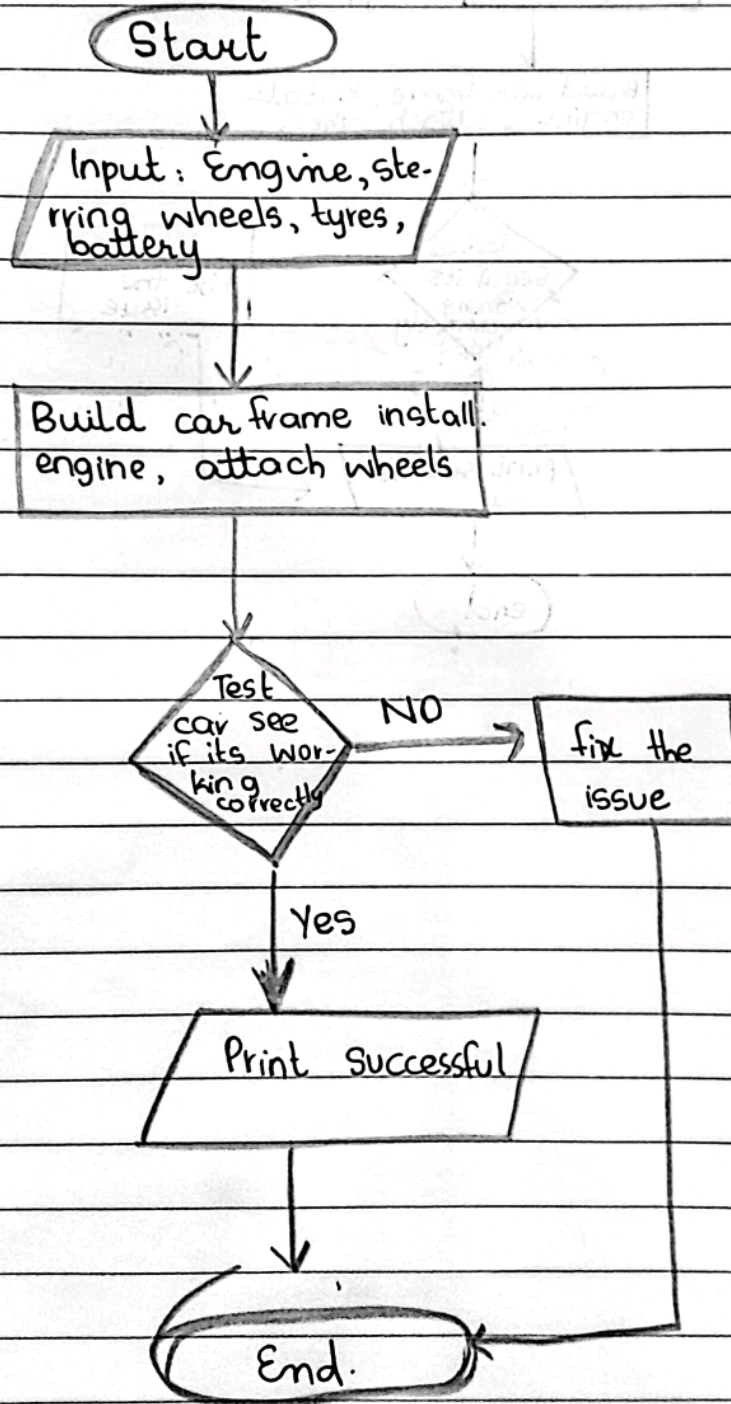 Start
Input: Engine, ste-
rring wheels, tyres,
battery
Build car frame install.
engine, attach wheels
Test
car see
if its wor-
king
correctly
NO
fix the
issue
Yes
Print successful
End.